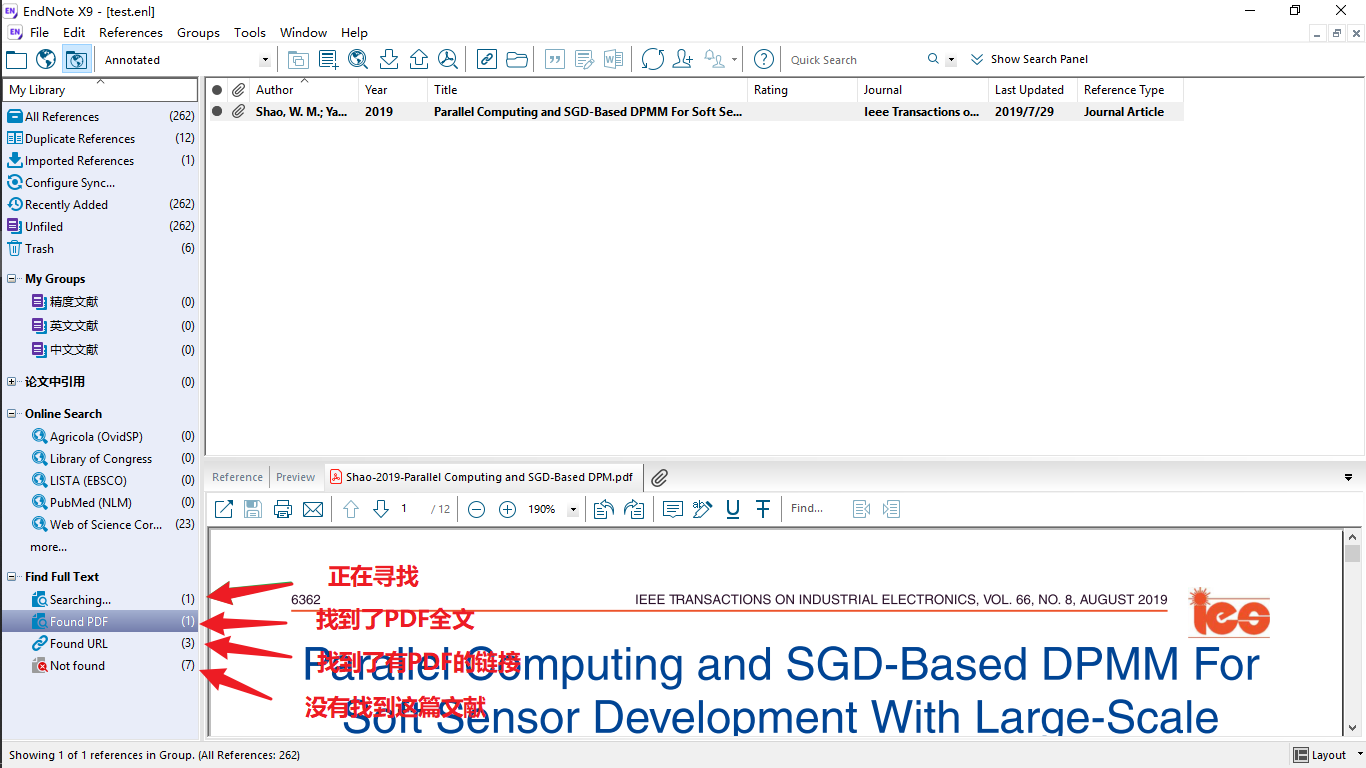 EndNote X9 - [test.enl]
File Edit References Groups Tools Window Help
Annotated
Quick Search
Show Search Panel
My Library
All References (262)
Duplicate References (12)
Imported References (1)
Configure Sync...
Recently Added (262)
Unfiled (262)
Trash (6)
My Groups
精度文献 (0)
英文文献 (0)
中文文献 (0)
论文中引用 (0)
Online Search
Agricola (OvidSP) (0)
Library of Congress (0)
LISTA (EBSCO) (0)
PubMed (NLM) (0)
Web of Science Cor... (23)
more...
Find Full Text
Searching... (1)
Found PDF (1)
Found URL (3)
Not found (7)
Author Year Title Rating Journal Last Updated Reference Type
Shao, W. M.; Ya... 2019 Parallel Computing and SGD-Based DPMM For Soft Se... Ieee Transactions o... 2019/7/29 Journal Article
Reference Preview Shao-2019-Parallel Computing and SGD-Based DPM.pdf
1 / 12 190% Find...
正在寻找
6362 IEEE TRANSACTIONS ON INDUSTRIAL ELECTRONICS, VOL. 66, NO. 8, AUGUST 2019
ies
找到了PDF全文
Parallel Computing and SGD-Based DPMM For
找到了有PDF的链接
Soft Sensor Development With Large-Scale
没有找到这篇文献
Showing 1 of 1 references in Group. (All References: 262)
Layout